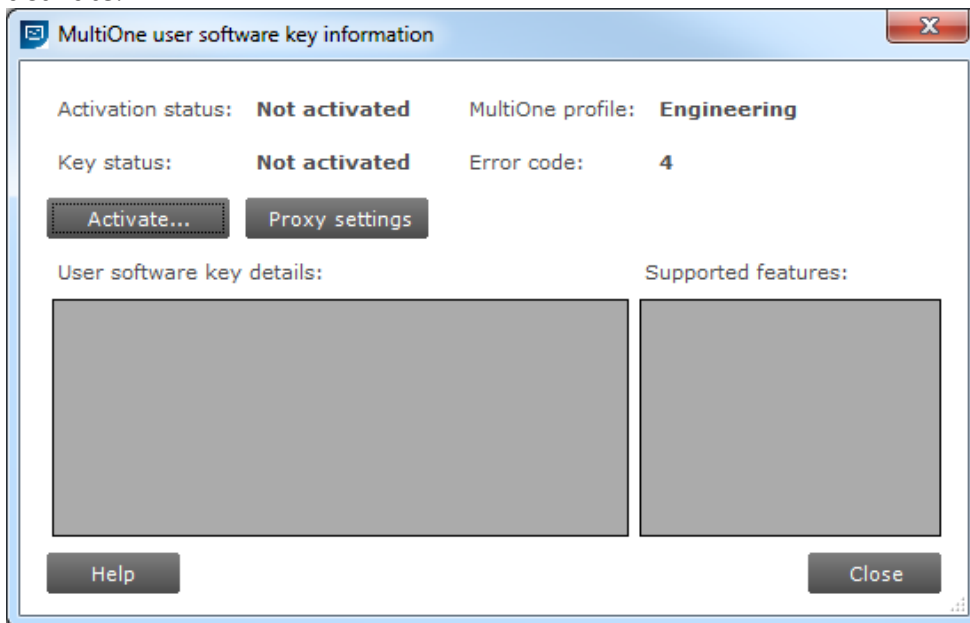 MultiOne user software key information
Activation status: Not activated MultiOne profile: Engineering
Key status: Not activated Error code: 4
Activate... Proxy settings
User software key details: Supported features:
Help Close